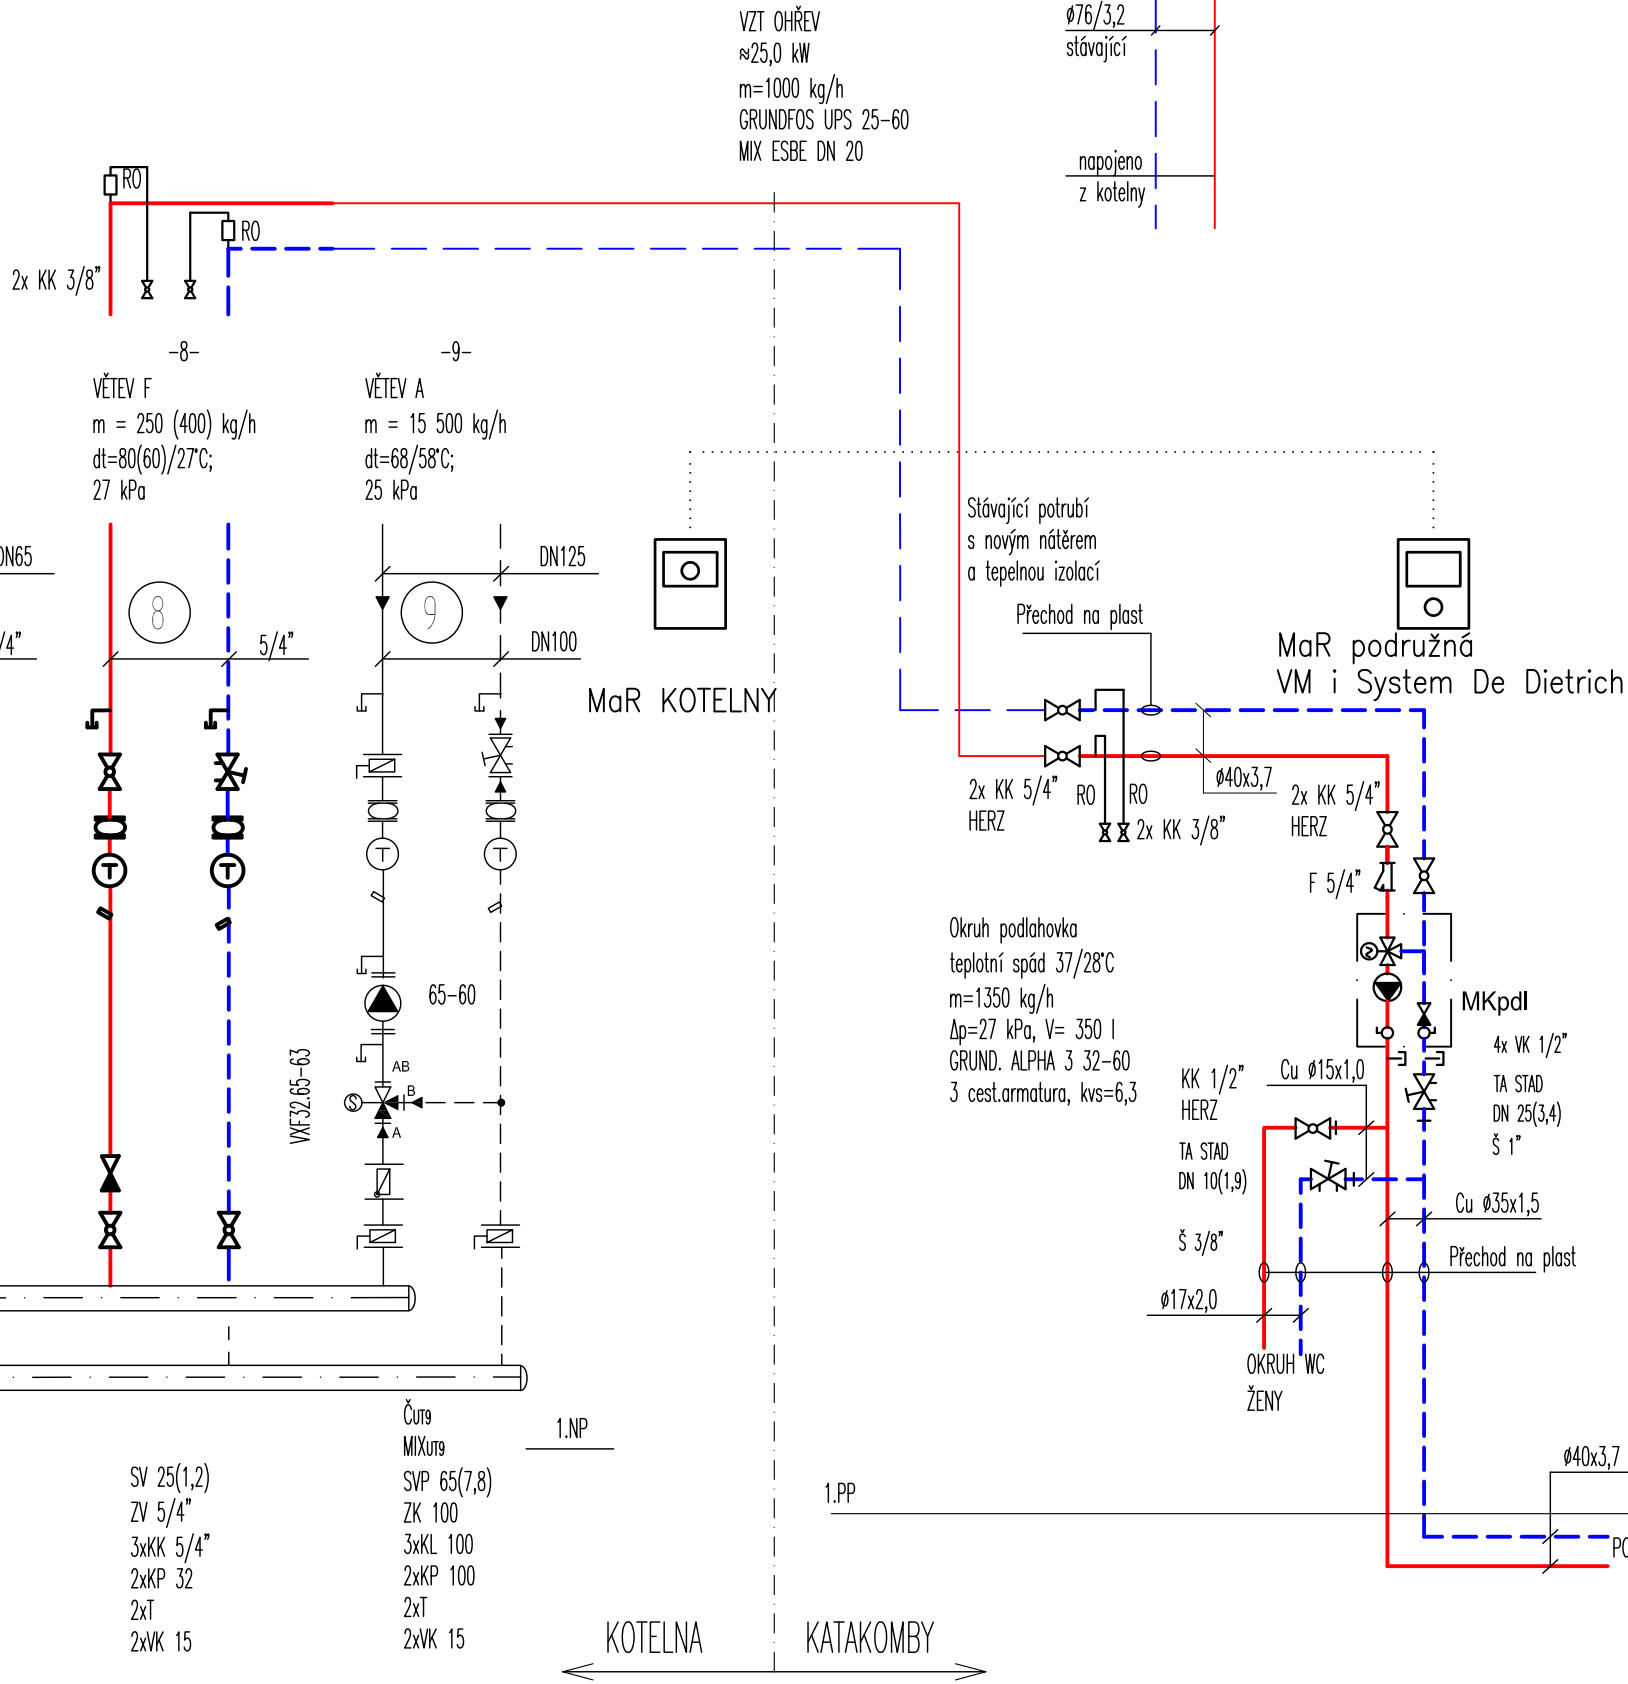 VZT OHŘEV
≈25,0 kW
m=1000 kg/h
GRUNDFOS UPS 25-60
MIX ESBE DN 20
ø76/3,2
stávající
napojeno
z kotelny
RO
RO
2x KK 3/8"
-8-
VĚTEV F
m = 250 (400) kg/h
dt=80(60)/27°C;
27 kPa
-9-
VĚTEV A
m = 15 500 kg/h
dt=68/58°C;
25 kPa
DN65
/4"
8
5/4"
9
DN125
DN100
MaR KOTELNY
Stávající potrubí
s novým nátěrem
a tepelnou izolací
Přechod na plast
MaR podružná
VM i System De Dietrich
2x KK 5/4"
HERZ
RO
RO
2x KK 3/8"
ø40x3,7
2x KK 5/4"
HERZ
F 5/4"
T
T
T
T
65-60
VXF32.65-63
AB
B
A
S
Okruh podlahovka
teplotní spád 37/28°C
m=1350 kg/h
Δp=27 kPa, V= 350 l
GRUND. ALPHA 3 32-60
3 cest.armatura, kvs=6,3
MKpdl
4x VK 1/2"
TA STAD
DN 25(3,4)
Š 1"
KK 1/2"
HERZ
Cu ø15x1,0
TA STAD
DN 10(1,9)
Š 3/8"
Cu ø35x1,5
Přechod na plast
ø17x2,0
OKRUH WC
ŽENY
1.NP
1.PP
ø40x3,7
PO
SV 25(1,2)
ZV 5/4"
3xKK 5/4"
2xKP 32
2xT
2xVK 15
ČUT9
MIXUT9
SVP 65(7,8)
ZK 100
3xKL 100
2xKP 100
2xT
2xVK 15
KOTELNA
KATAKOMBY